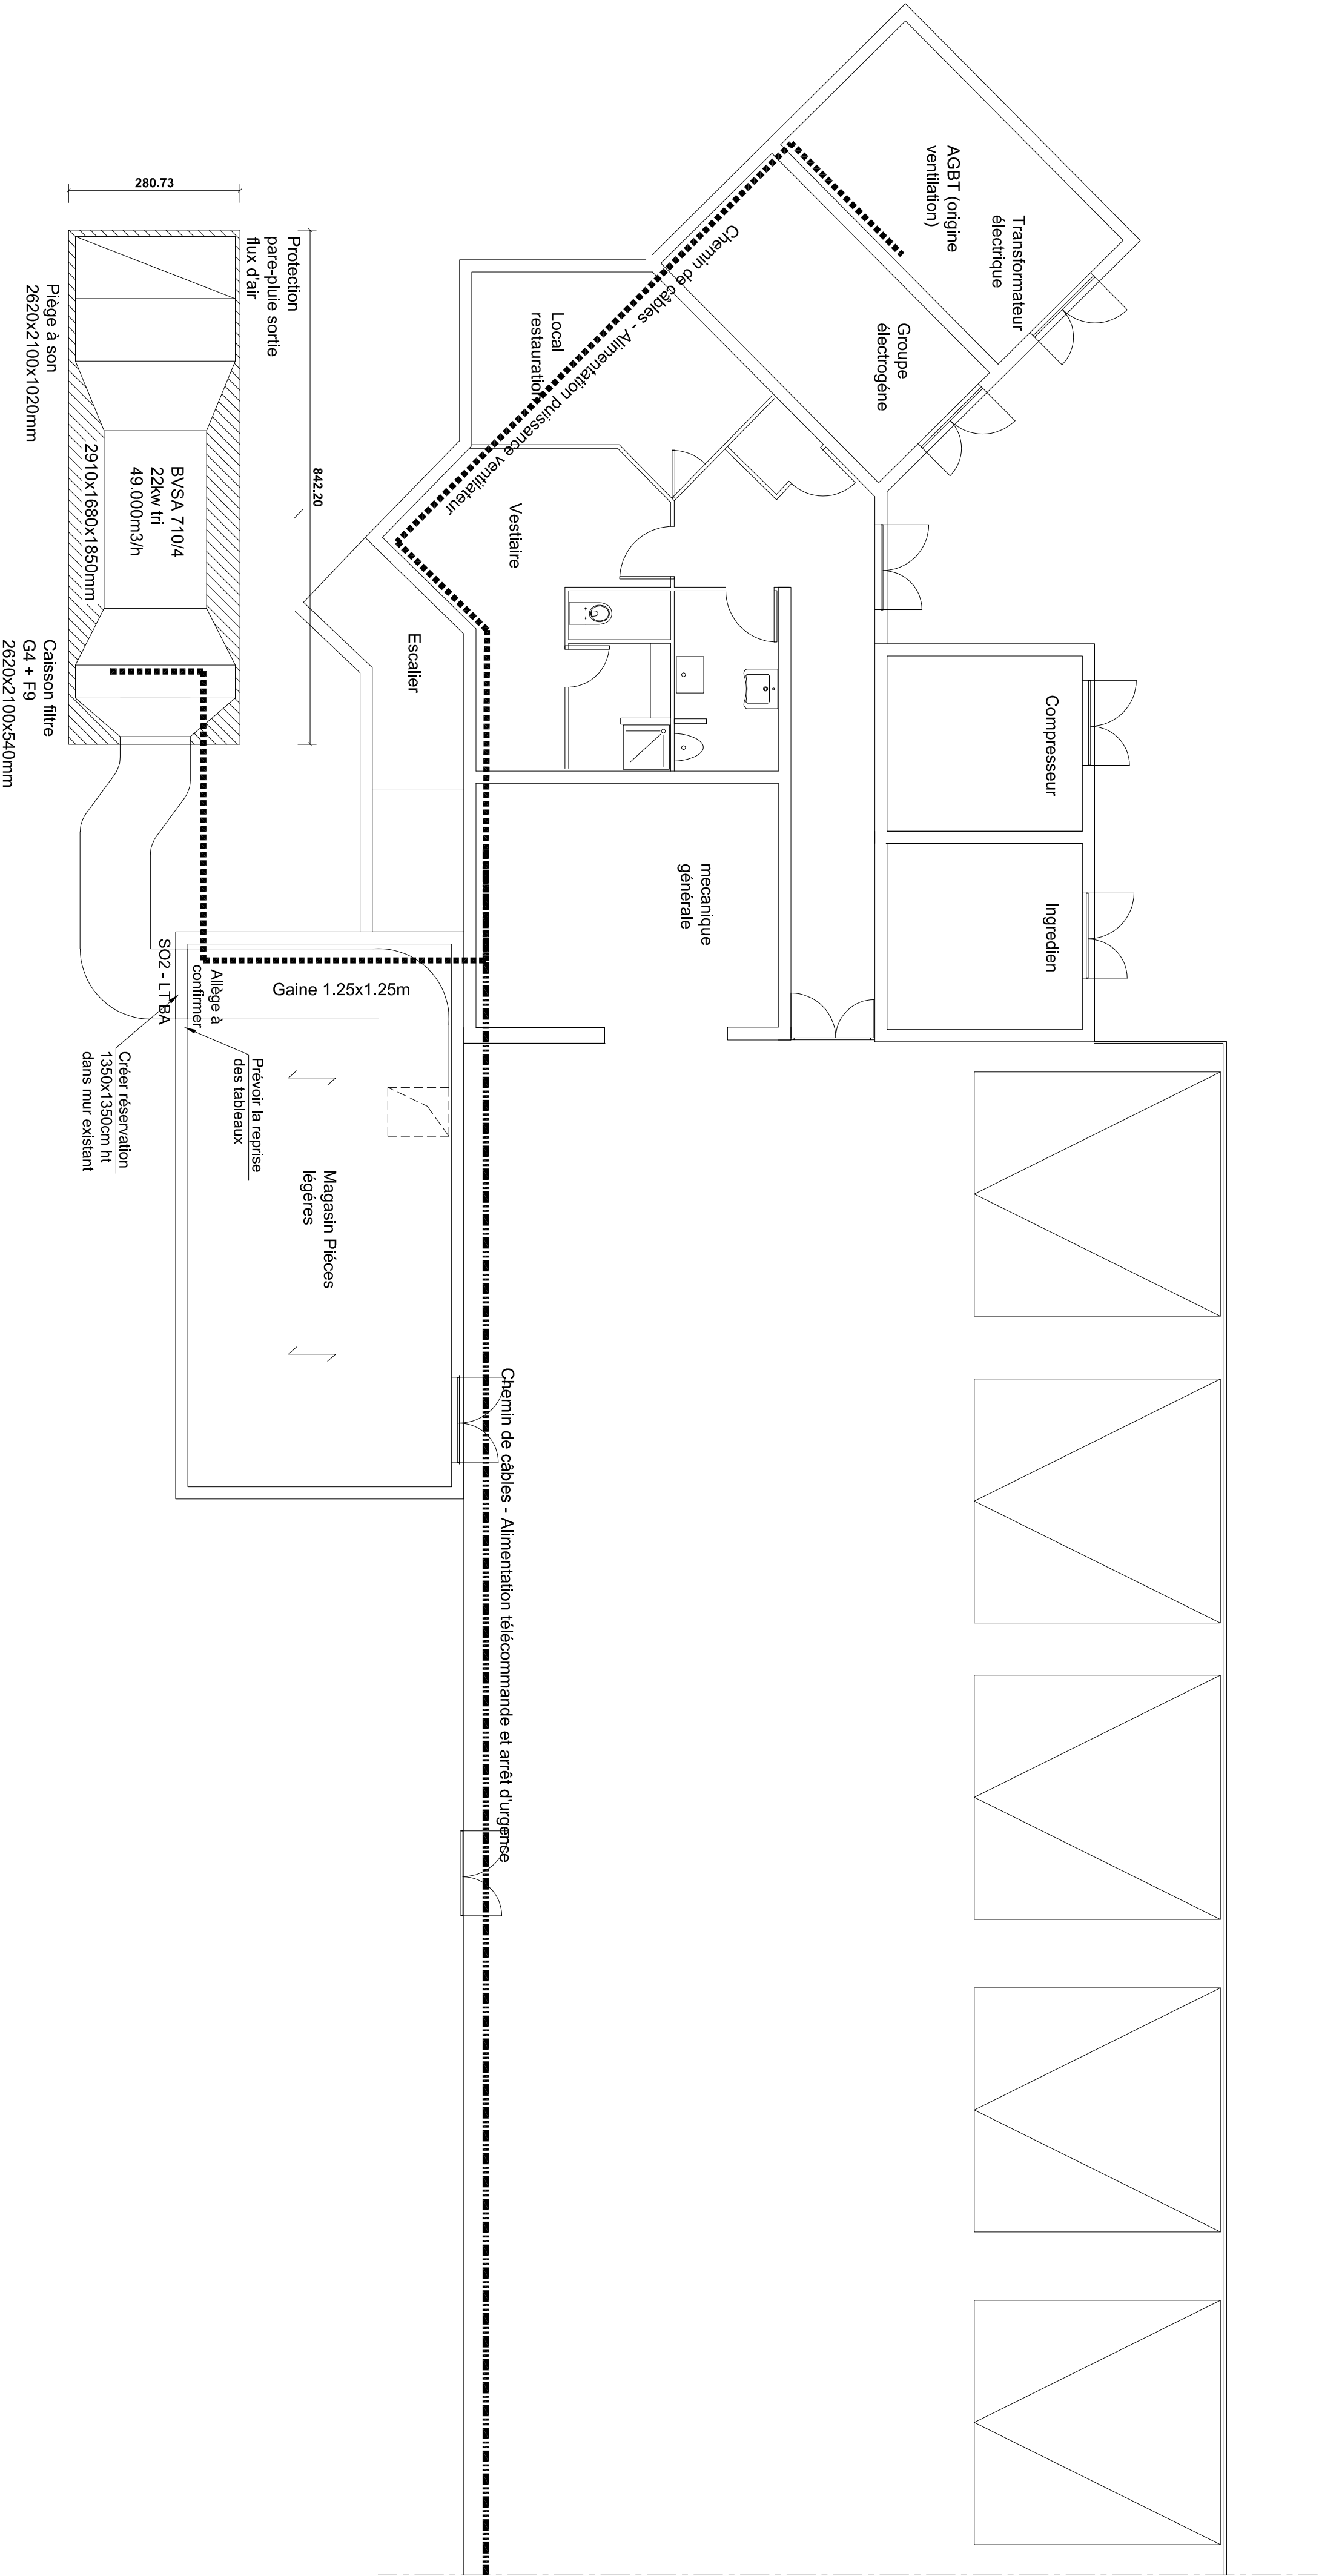 AGBT (origine
ventilation)
Transformateur
électrique
Groupe
électrogéne
Chemin de câbles - Alimentation puissance ventilateur
Local
restauration
Vestiaire
Escalier
Compresseur
Ingredien
mecanique
générale
280.73
842.20
Protection
pare-pluie sortie
flux d'air
Piège à son
2620x2100x1020mm
BVSA 710/4
22kw tri
49.000m3/h
2910x1680x1850mm
Caisson filtre
G4 + F9
2620x2100x540mm
SO2 - LT BA
Allège à
confirmer
Gaine 1.25x1.25m
Créer réservation
1350x1350cm ht
dans mur existant
Prévoir la reprise
des tableaux
Magasin Piéces
légéres
Chemin de câbles - Alimentation télécommande et arrêt d'urgence